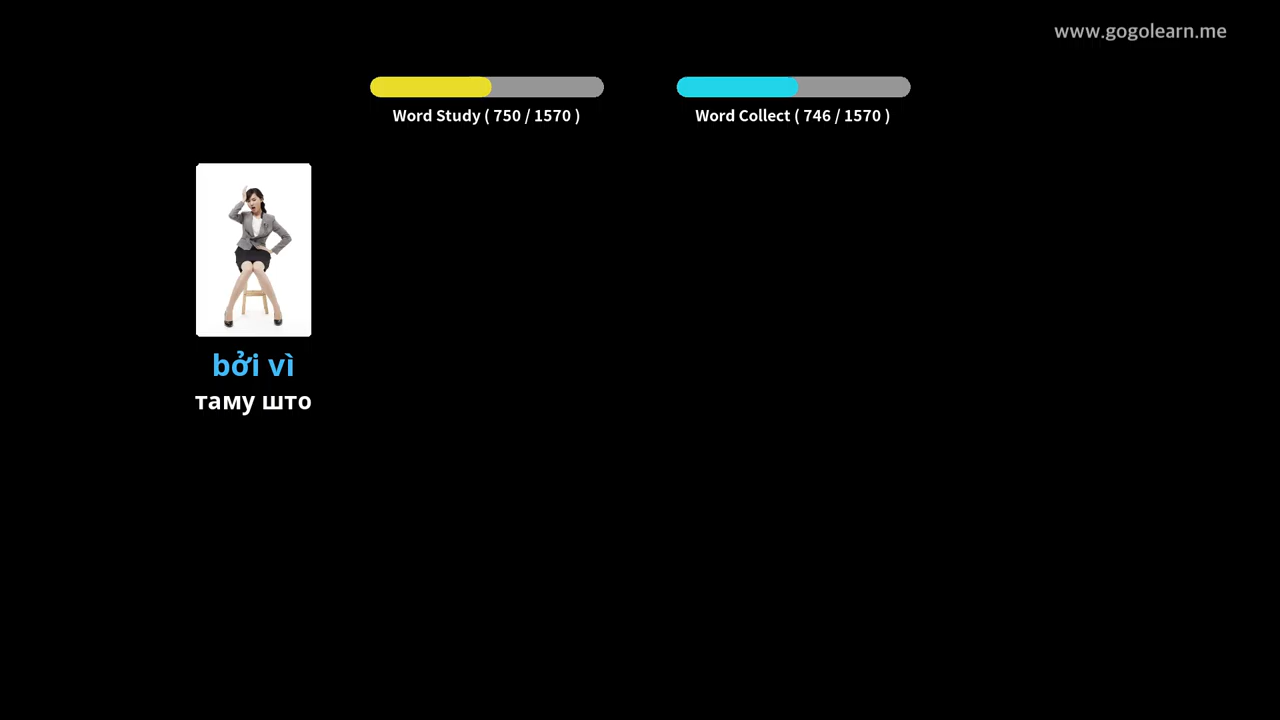 www.gogolearn.me
Word Study ( 750 / 1570 )
Word Collect ( 746 / 1570 )
bởi vì
таму што